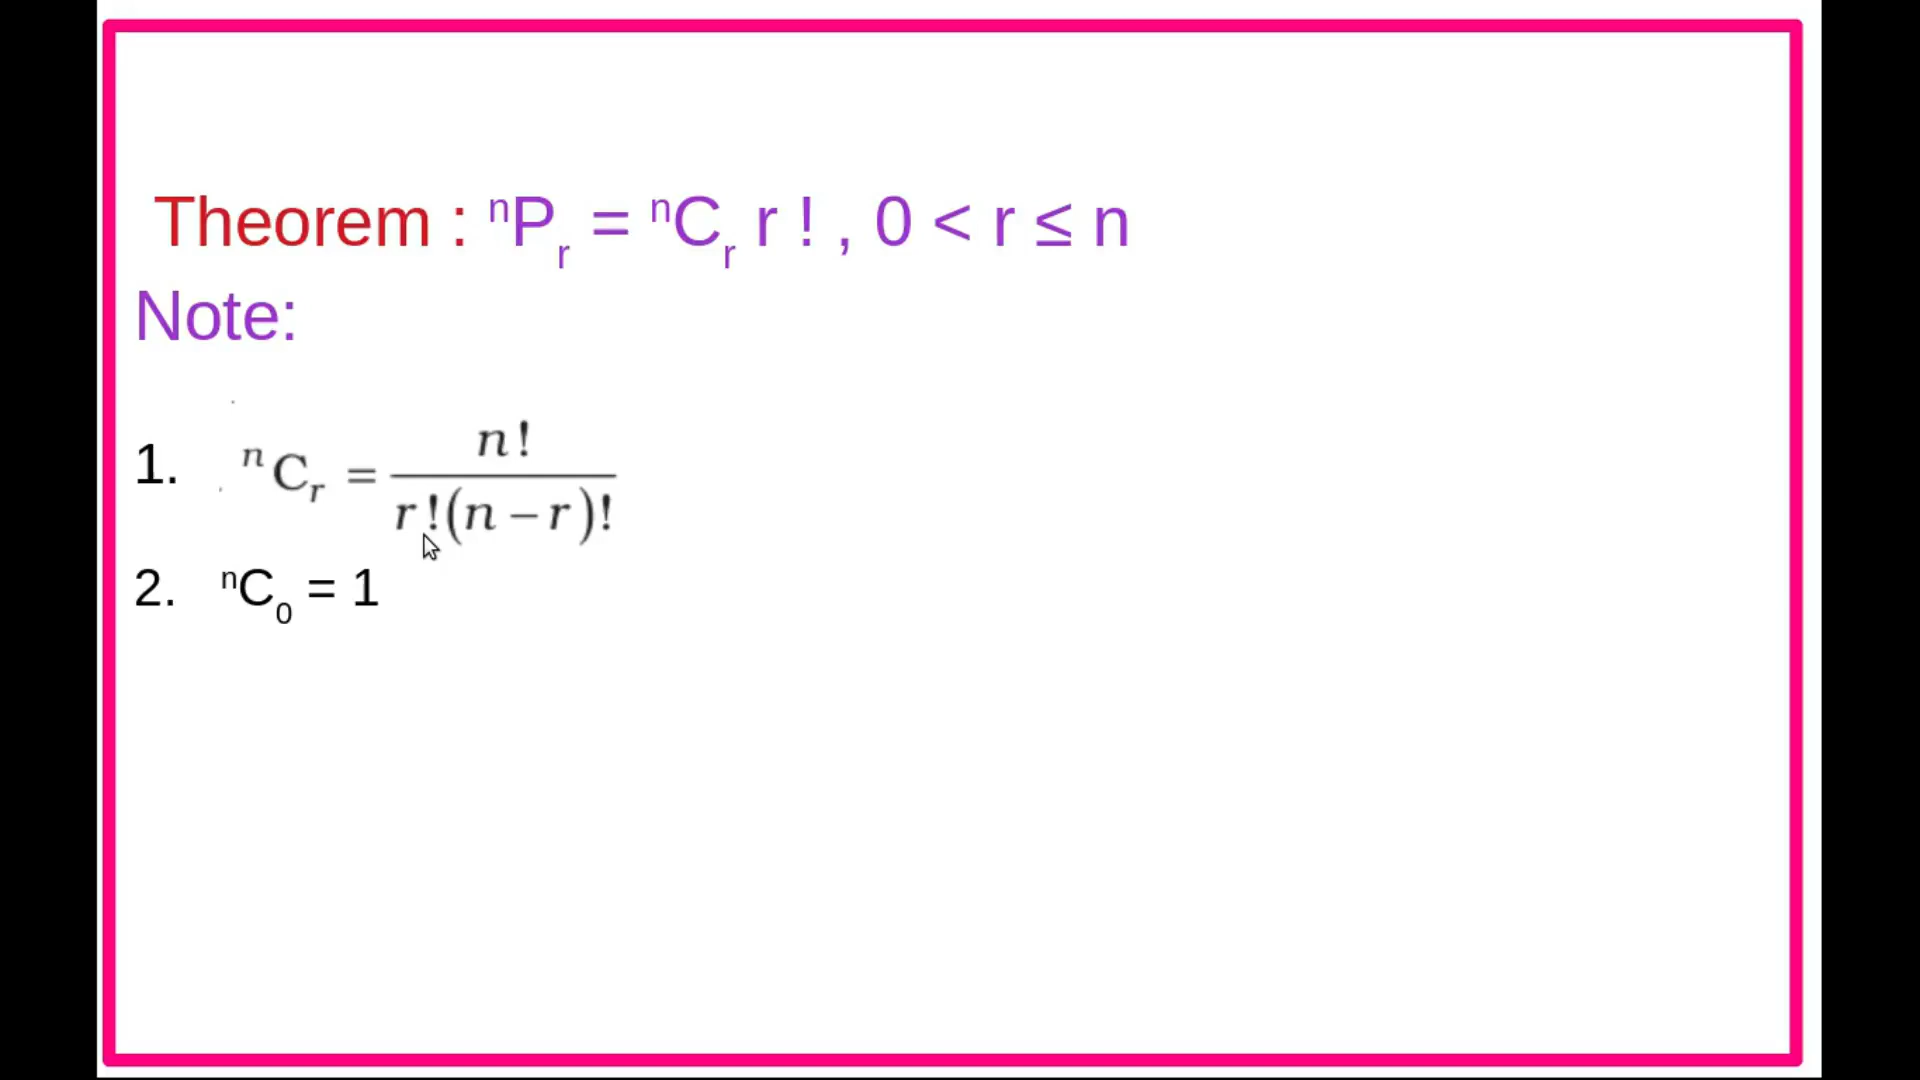 Theorem : ⁿPᵣ = ⁿCᵣ r ! , 0 < r ≤ n
Note:
1. ⁿCᵣ = n! / r!(n − r)!
2. ⁿC₀ = 1